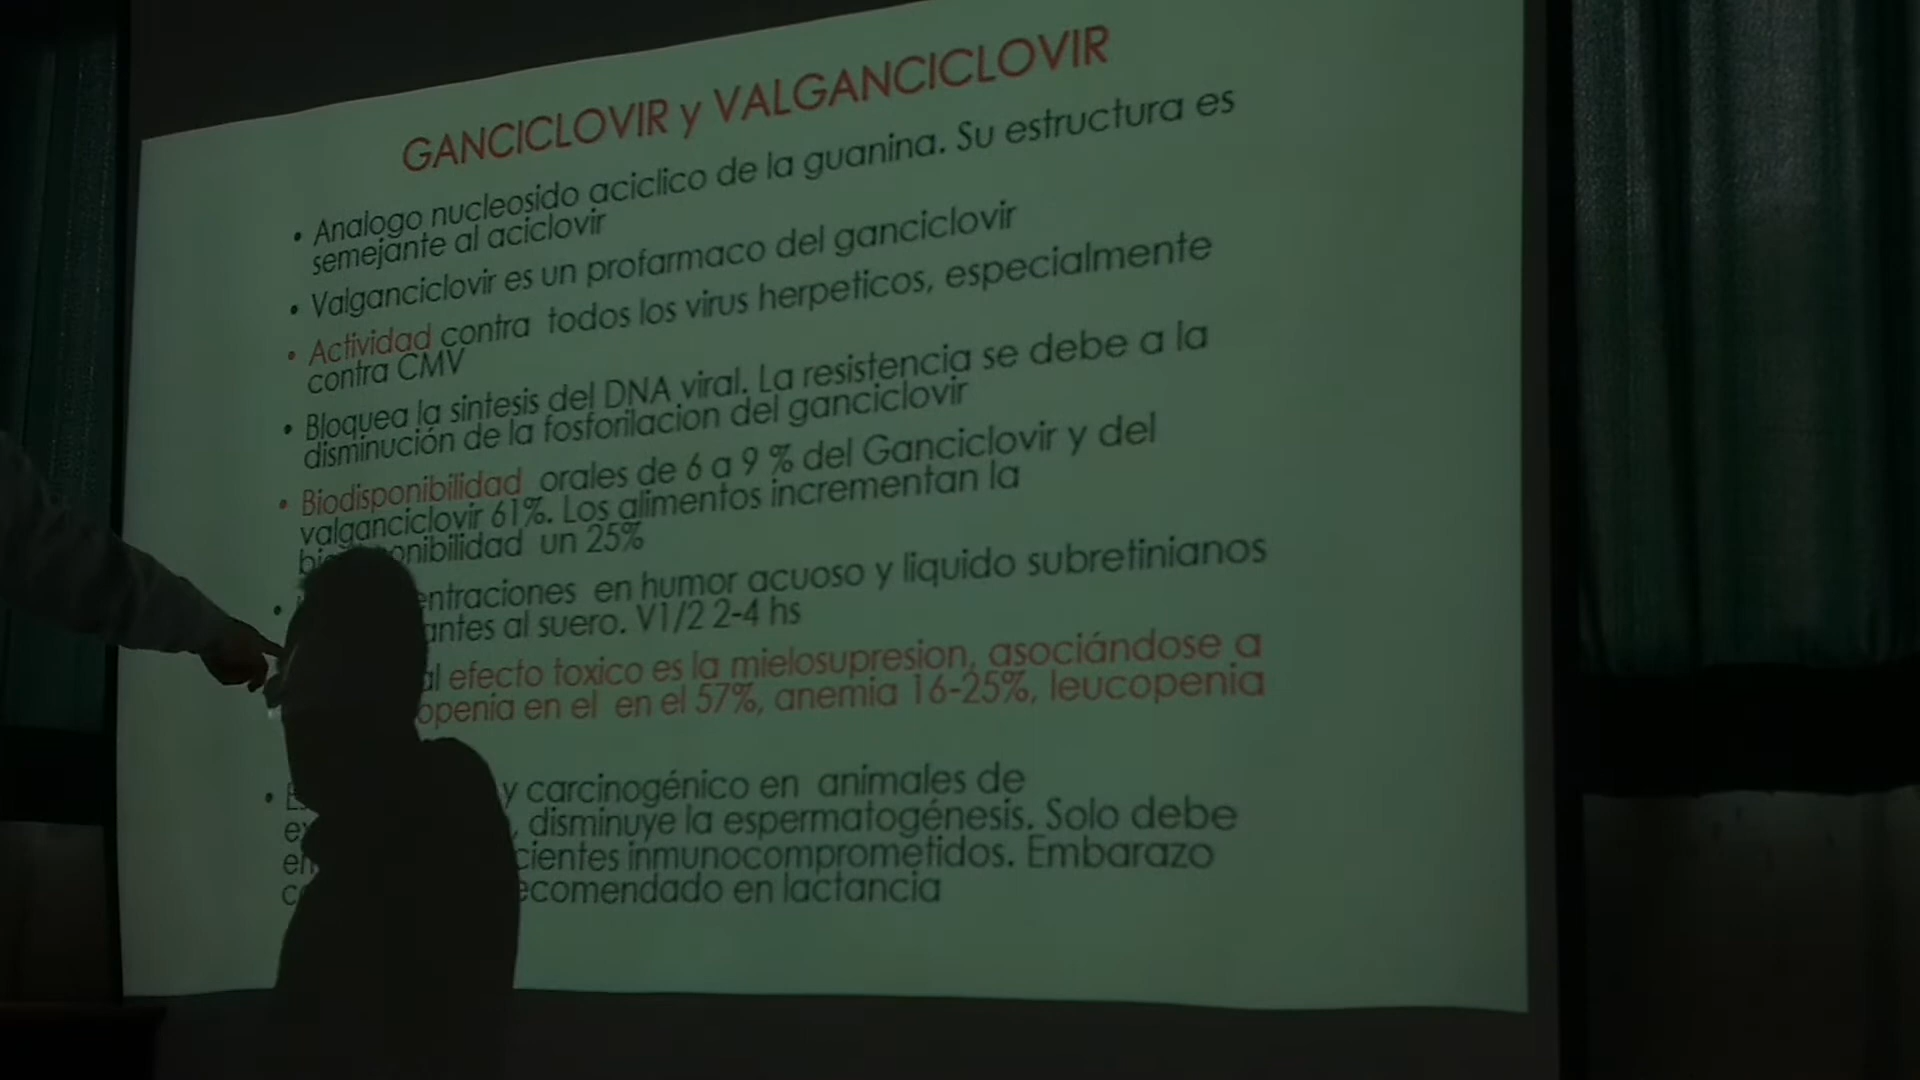 GANCICLOVIR y VALGANCICLOVIR
• Analogo nucleosido aciclico de la guanina. Su estructura es
semejante al aciclovir
• Valganciclovir es un profarmaco del ganciclovir
• Actividad contra todos los virus herpeticos, especialmente
contra CMV
• Bloquea la sintesis del DNA viral. La resistencia se debe a la
disminución de la fosforilacion del ganciclovir
• Biodisponibilidad orales de 6 a 9 % del Ganciclovir y del
valganciclovir 61%. Los alimentos incrementan la
un 25%
• en humor acuoso y liquido subretinianos
al suero. V1/2 2-4 hs
efecto toxico es la mielosupresion, asociándose a
en el en el 57%, anemia 16-25%, leucopenia
• y carcinogénico en animales de
, disminuye la espermatogénesis. Solo debe
inmunocomprometidos. Embarazo
en lactancia